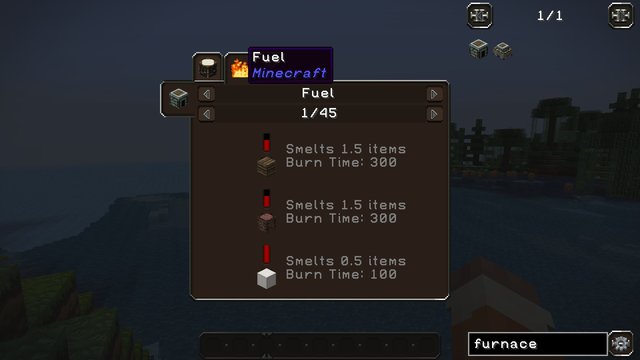 1/1
Fuel
Minecraft
Fuel
1/45
Smelts 1.5 items
Burn Time: 300
Smelts 1.5 items
Burn Time: 300
Smelts 0.5 items
Burn Time: 100
furnace